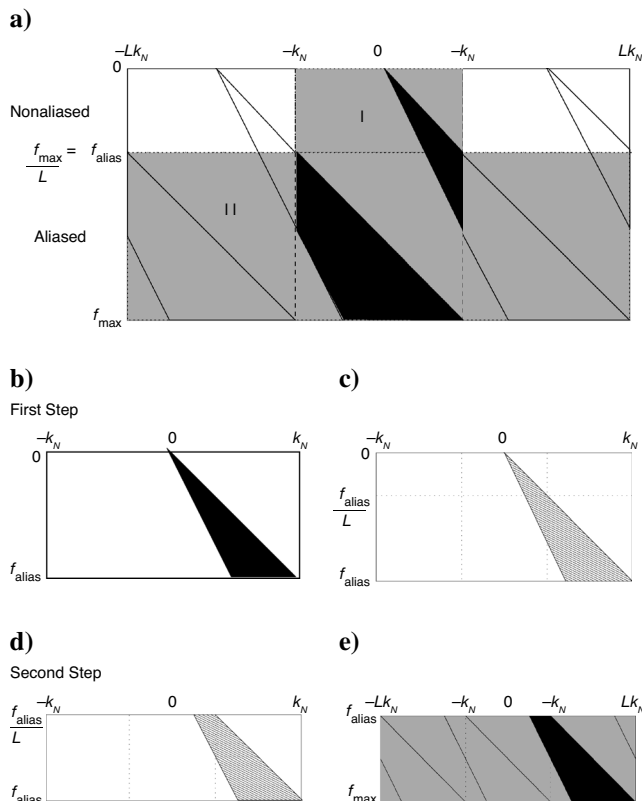 a)
–Lk_N –k_N 0 –k_N Lk_N
0
Nonaliased
I
f_max/L = f_alias
II
Aliased
f_max
b) c)
First Step
–k_N 0 k_N
0
f_alias
–k_N 0 k_N
0
f_alias/L
f_alias
d) e)
Second Step
–k_N 0 k_N
f_alias/L
f_alias
–Lk_N –k_N 0 –k_N Lk_N
f_alias
f_max